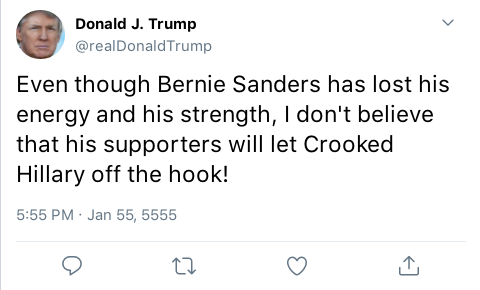 Donald J. Trump
@realDonaldTrump
Even though Bernie Sanders has lost his
energy and his strength, I don't believe
that his supporters will let Crooked
Hillary off the hook!
5:55 PM · Jan 55, 5555